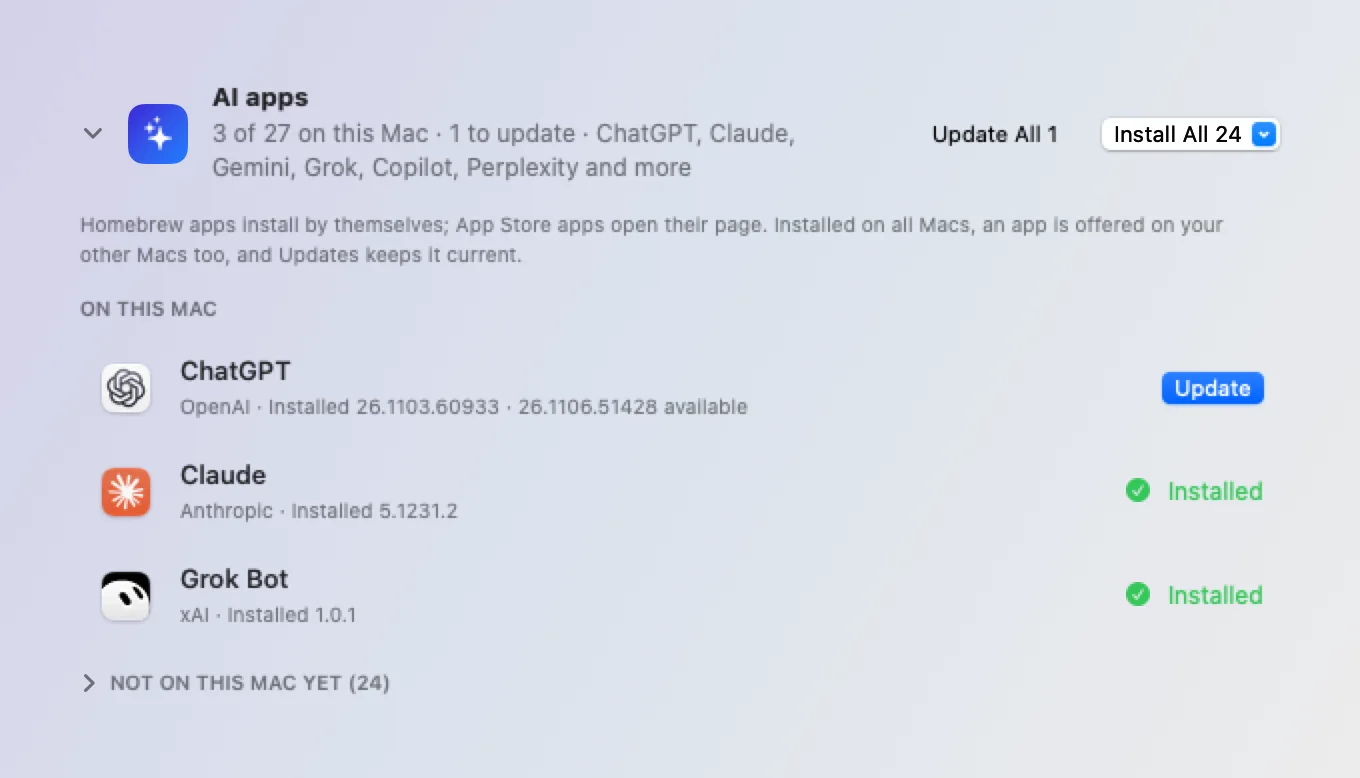 AI apps
3 of 27 on this Mac · 1 to update · ChatGPT, Claude,
Gemini, Grok, Copilot, Perplexity and more
Update All 1
Install All 24
Homebrew apps install by themselves; App Store apps open their page. Installed on all Macs, an app is offered on your
other Macs too, and Updates keeps it current.
ON THIS MAC
ChatGPT
OpenAI · Installed 26.1103.60933 · 26.1106.51428 available
Update
Claude
Anthropic · Installed 5.1231.2
Installed
Grok Bot
xAI · Installed 1.0.1
Installed
NOT ON THIS MAC YET (24)